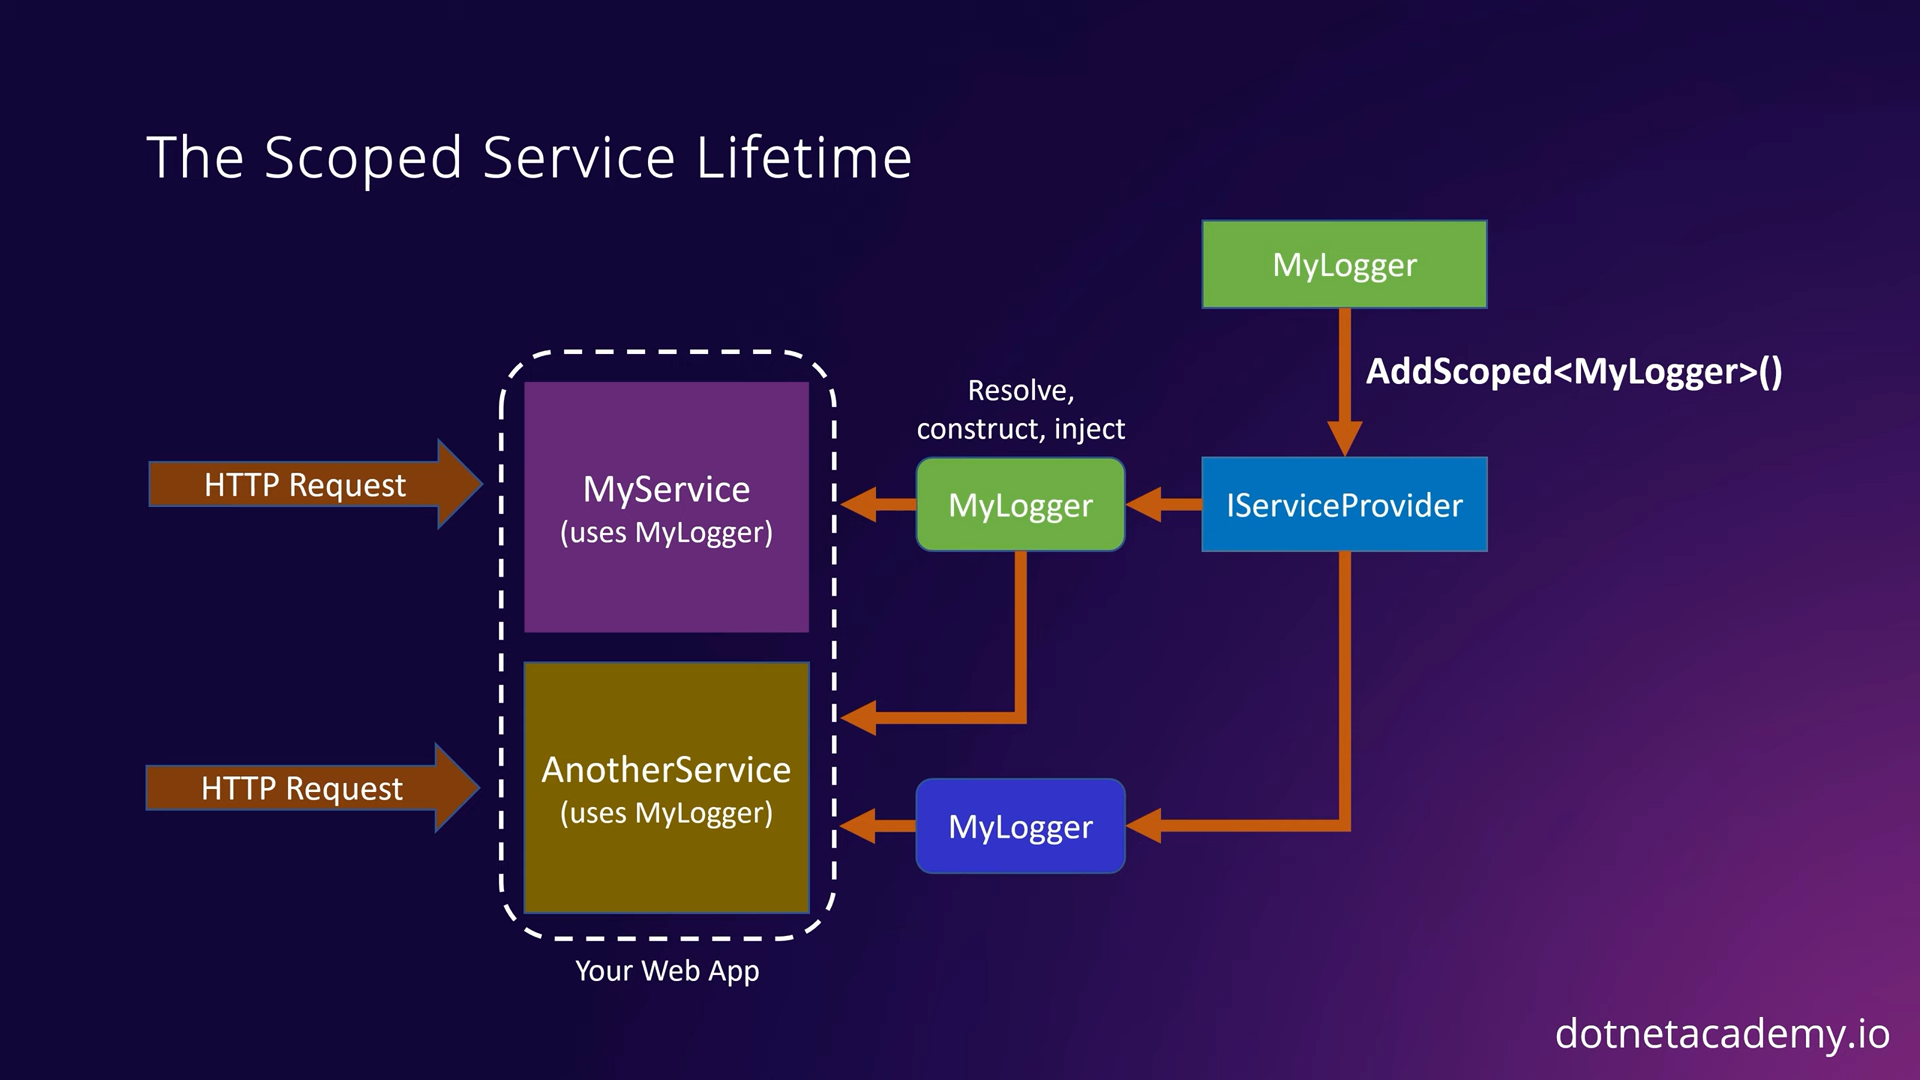 The Scoped Service Lifetime
MyLogger
AddScoped<MyLogger>()
Resolve,
construct, inject
HTTP Request
MyService
(uses MyLogger)
MyLogger
IServiceProvider
HTTP Request
AnotherService
(uses MyLogger)
MyLogger
Your Web App
dotnetacademy.io